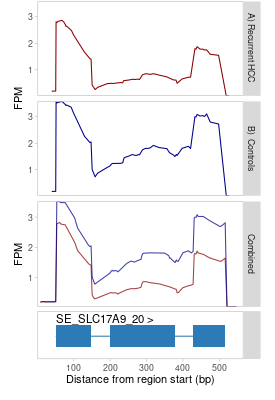 3
2
1
A) Recurrent HCC
FPM
3
2
1
B) Controls
3
2
1
FPM
Combined
SE_SLC17A9_20 >
100 200 300 400 500
Distance from region start (bp)